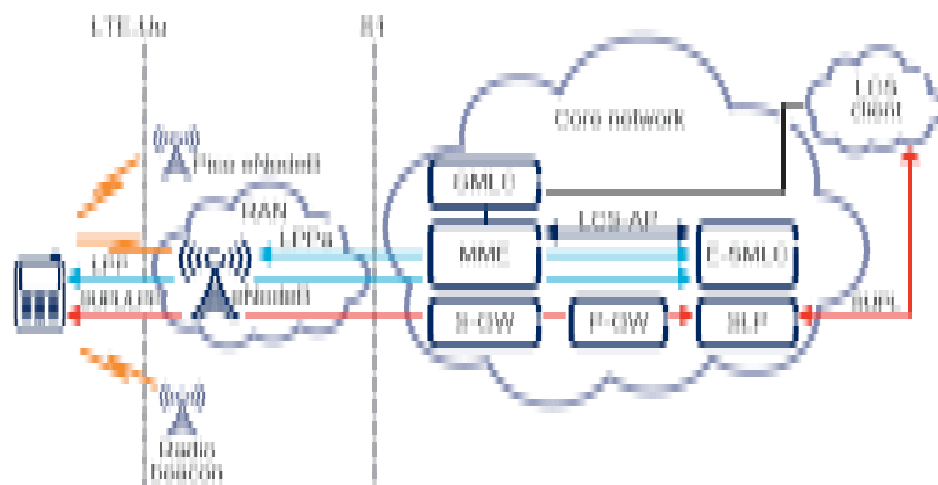 LTE-Uu
S1
LCS
client
Core network
Pico eNodeB
GMLC
RAN
LCS-AP
LPPa
MME
E-SMLC
LPP
eNodeB
S-GW
P-GW
SLP
SUPL
Radio
beacon